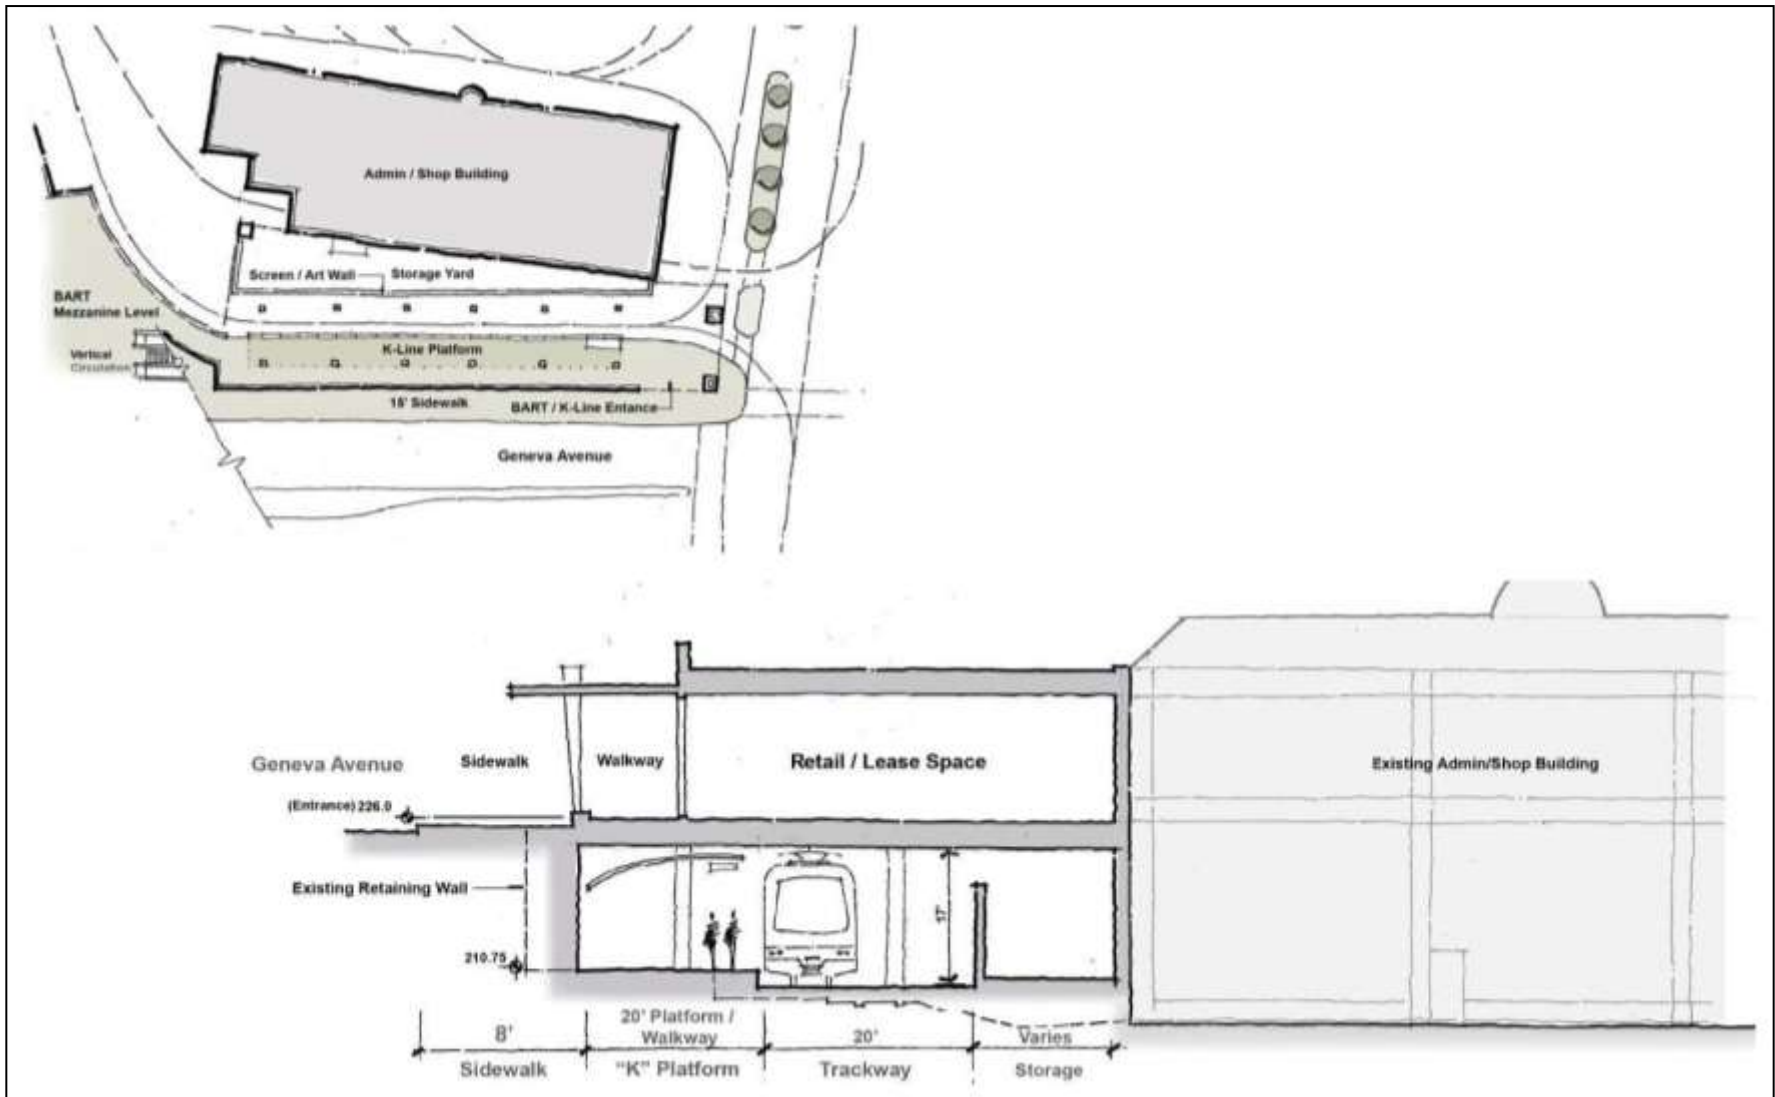 Admin / Shop Building
Screen / Art Wall
Storage Yard
BART
Mezzanine Level
K-Line Platform
Vertical
Circulation
15' Sidewalk
BART / K-Line Entance
Geneva Avenue
Geneva Avenue
Sidewalk
Walkway
Retail / Lease Space
Existing Admin/Shop Building
(Entrance) 226.0
Existing Retaining Wall
17'
210.75
8'
20' Platform /
Walkway
20'
Varies
Sidewalk
“K” Platform
Trackway
Storage